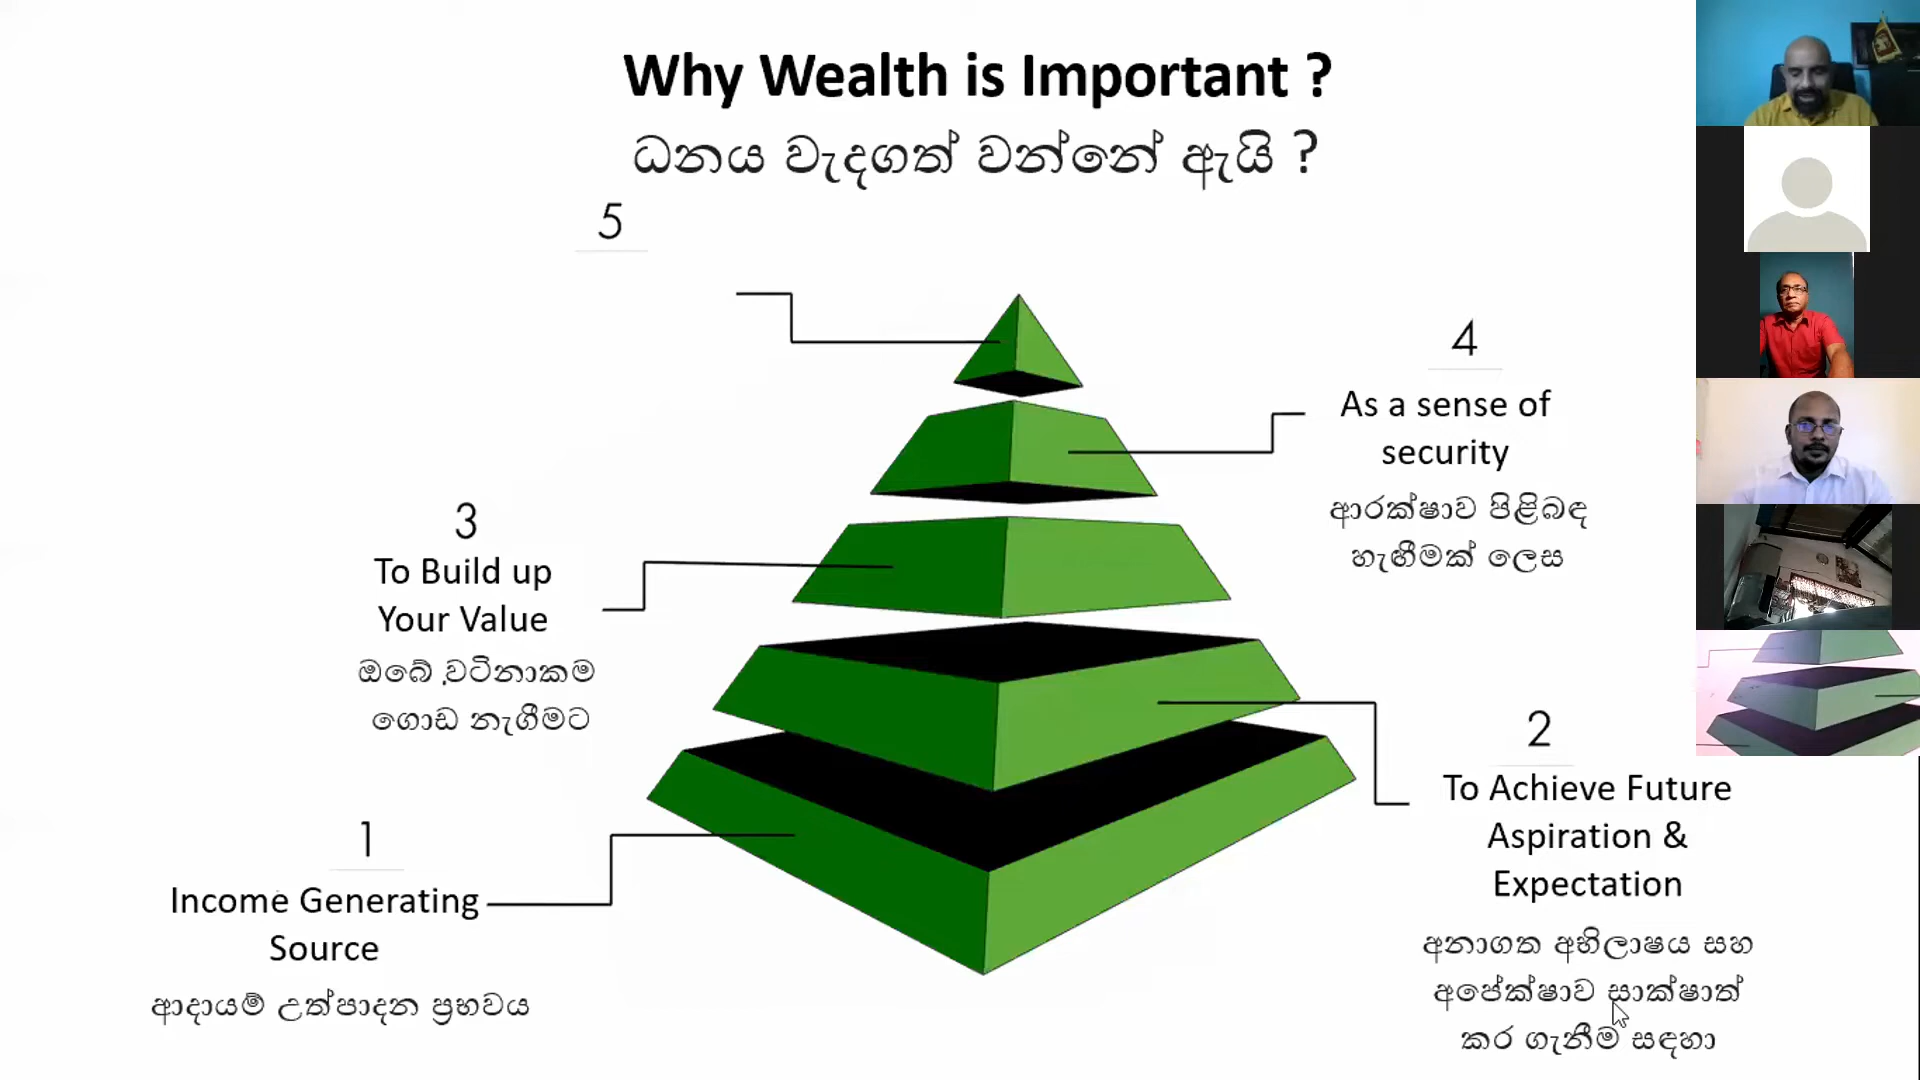 Why Wealth is Important ?
ධනය වැදගත් වන්නේ ඇයි ?
5
4
As a sense of
security
ආරක්ෂාව පිළිබඳ
හැඟීමක් ලෙස
3
To Build up
Your Value
ඔබේ වටිනාකම
ගොඩ නැගීමට
2
To Achieve Future
Aspiration &
Expectation
අනාගත අභිලාෂය සහ
අපේක්ෂාව සාක්ෂාත්
කර ගැනීම සඳහා
1
Income Generating
Source
ආදායම් උත්පාදන ප්‍රභවය